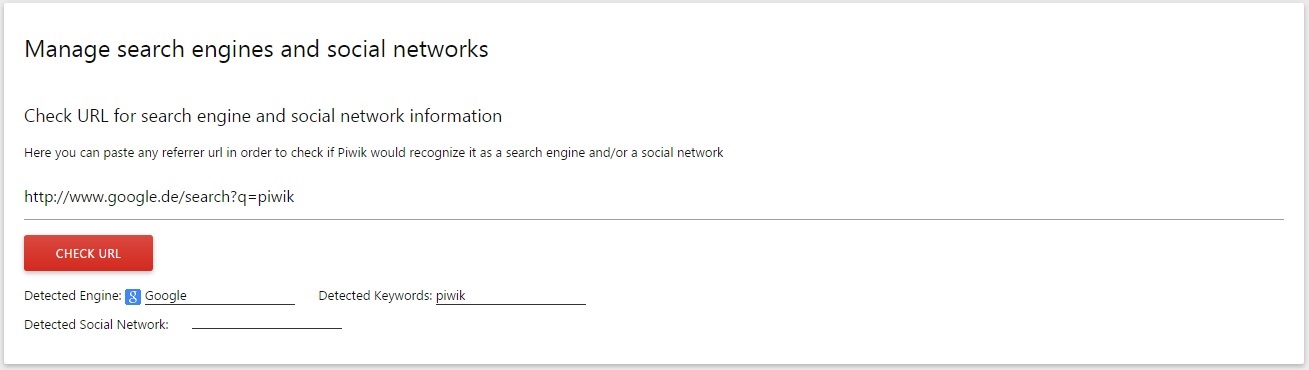 Manage search engines and social networks
Check URL for search engine and social network information
Here you can paste any referrer url in order to check if Piwik would recognize it as a search engine and/or a social network
http://www.google.de/search?q=piwik
CHECK URL
Detected Engine: g Google Detected Keywords: piwik
Detected Social Network: